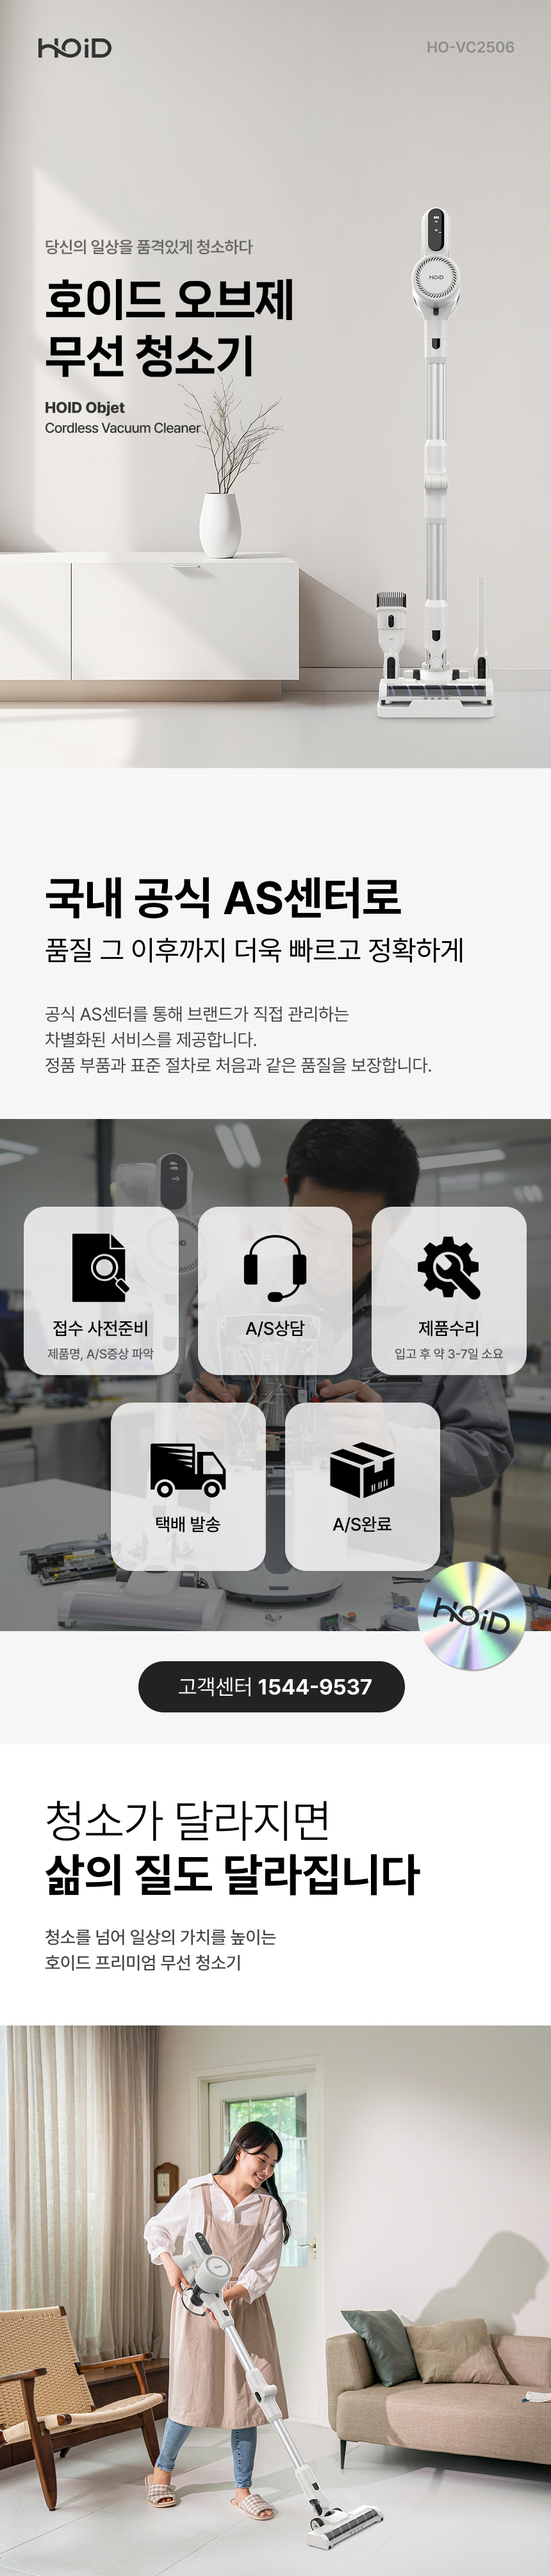 HOiD
HO-VC2506
당신의 일상을 품격있게 청소하다
호이드 오브제
무선 청소기
HOID Objet
Cordless Vacuum Cleaner
HOiD
국내 공식 AS센터로
품질 그 이후까지 더욱 빠르고 정확하게
공식 AS센터를 통해 브랜드가 직접 관리하는
차별화된 서비스를 제공합니다.
정품 부품과 표준 절차로 처음과 같은 품질을 보장합니다.
접수 사전준비
제품명, A/S증상 파악
A/S상담
제품수리
입고 후 약 3-7일 소요
택배 발송
A/S완료
HOiD
고객센터 1544-9537
청소가 달라지면
삶의 질도 달라집니다
청소를 넘어 일상의 가치를 높이는
호이드 프리미엄 무선 청소기